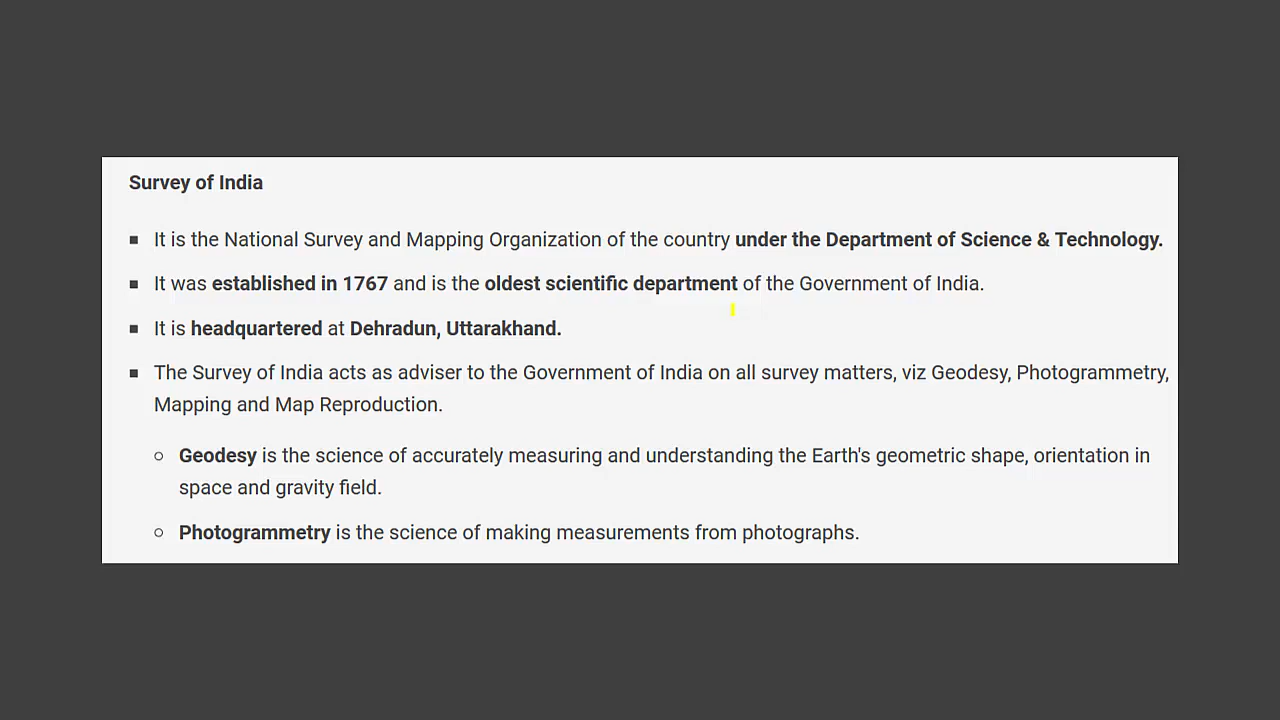 Survey of India
▪ It is the National Survey and Mapping Organization of the country under the Department of Science & Technology.
▪ It was established in 1767 and is the oldest scientific department of the Government of India.
▪ It is headquartered at Dehradun, Uttarakhand.
▪ The Survey of India acts as adviser to the Government of India on all survey matters, viz Geodesy, Photogrammetry,
Mapping and Map Reproduction.
○ Geodesy is the science of accurately measuring and understanding the Earth's geometric shape, orientation in
space and gravity field.
○ Photogrammetry is the science of making measurements from photographs.